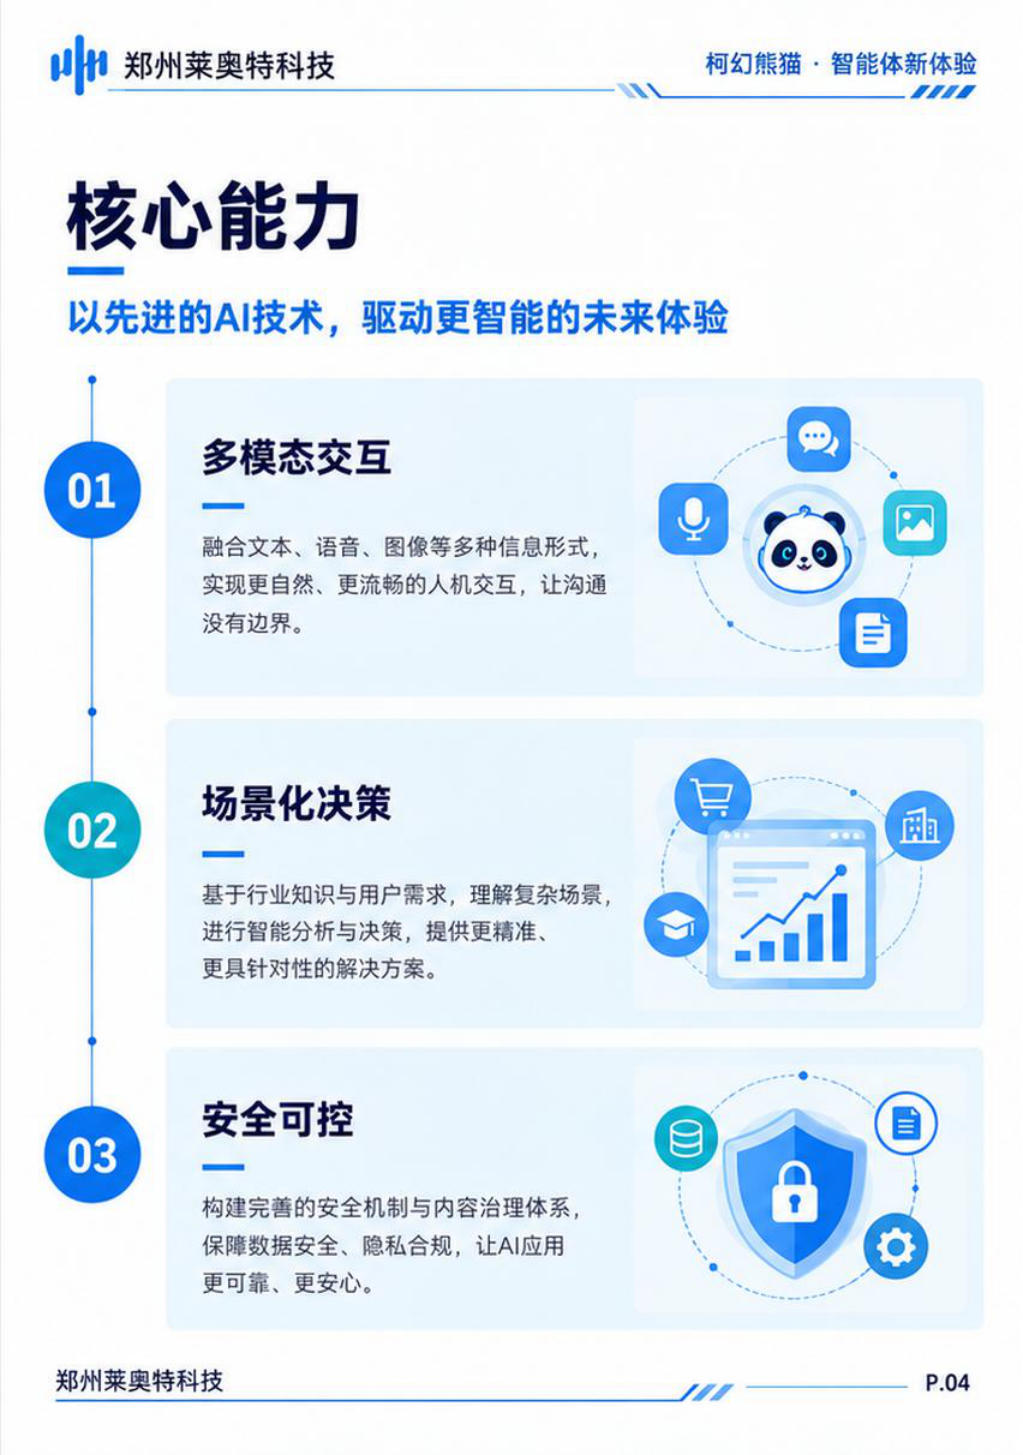 郑州莱奥特科技
柯幻熊猫 · 智能体新体验
核心能力
以先进的AI技术，驱动更智能的未来体验
01
多模态交互
融合文本、语音、图像等多种信息形式，
实现更自然、更流畅的人机交互，让沟通
没有边界。
02
场景化决策
基于行业知识与用户需求，理解复杂场景，
进行智能分析与决策，提供更精准、
更具针对性的解决方案。
03
安全可控
构建完善的安全机制与内容治理体系，
保障数据安全、隐私合规，让AI应用
更可靠、更安心。
郑州莱奥特科技
P.04